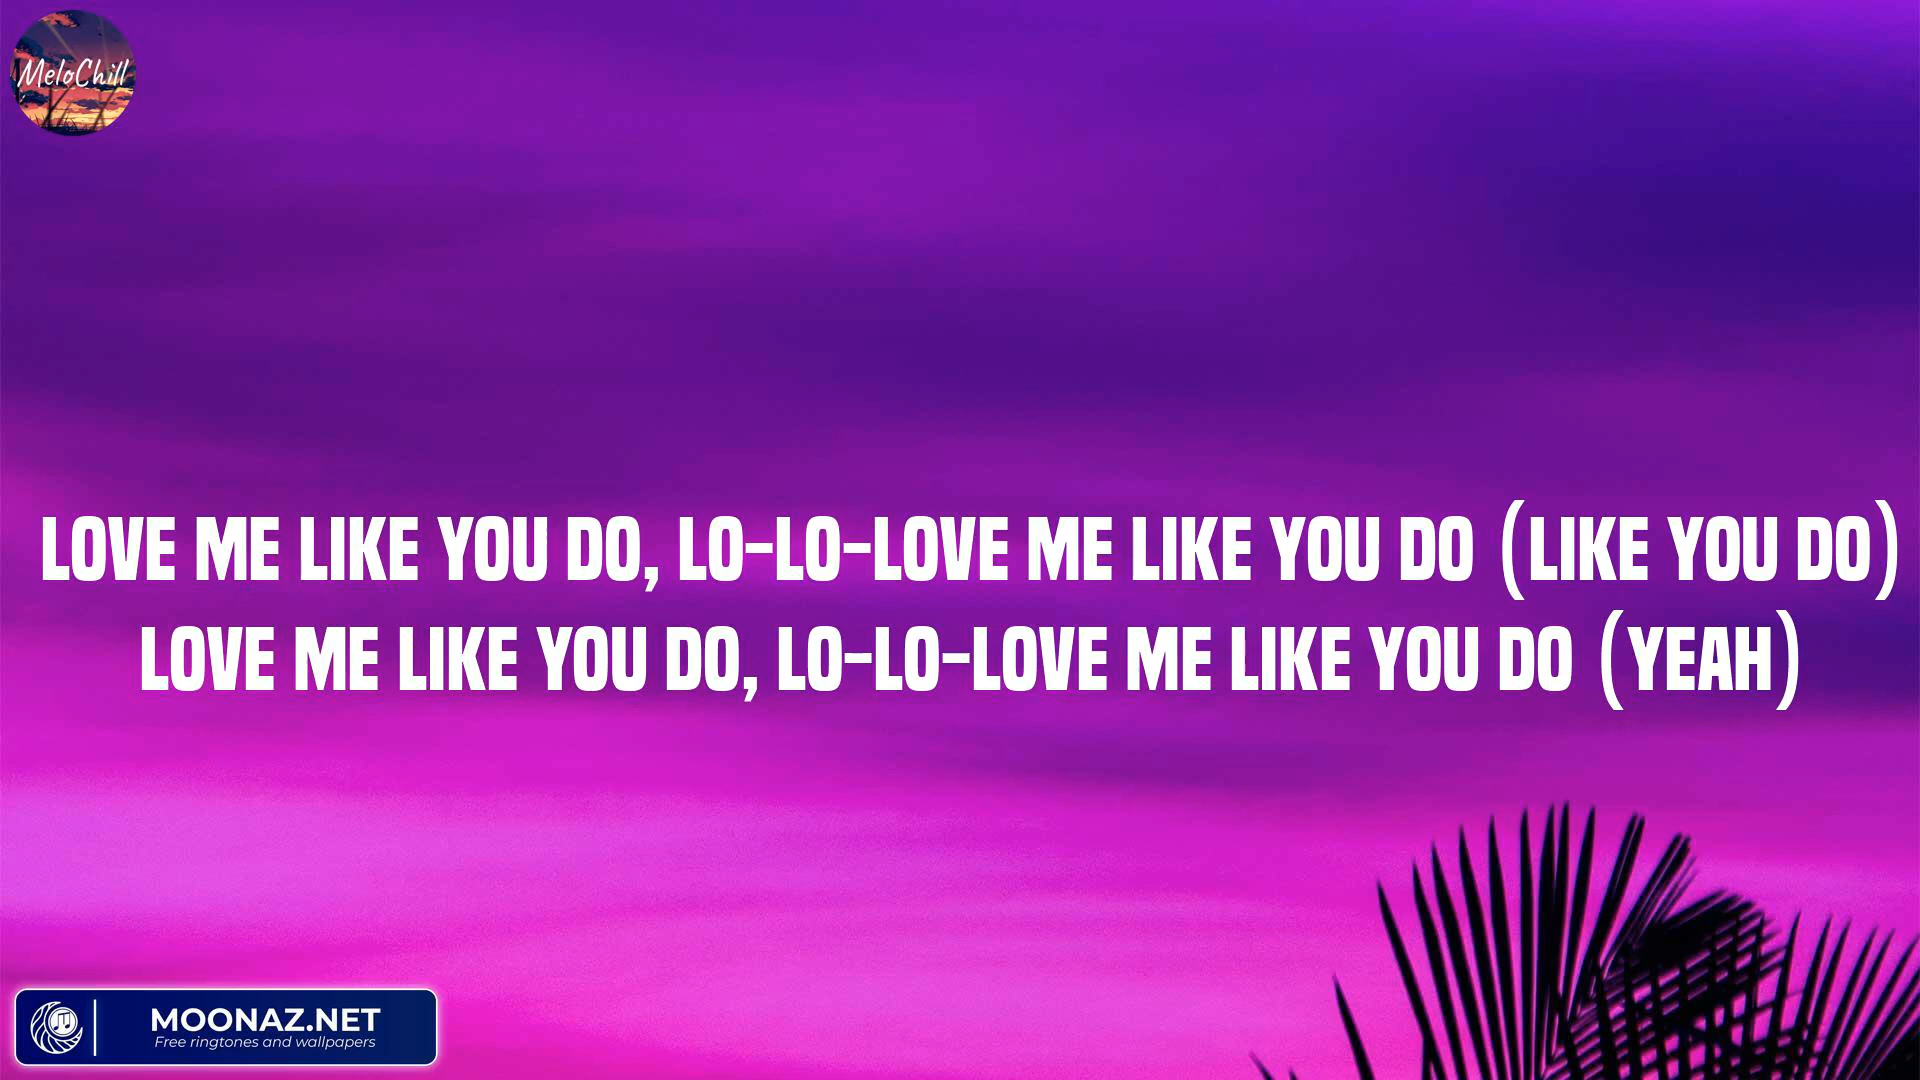 MeloChill
LOVE ME LIKE YOU DO, LO-LO-LOVE ME LIKE YOU DO (LIKE YOU DO)
LOVE ME LIKE YOU DO, LO-LO-LOVE ME LIKE YOU DO (YEAH)
MOONAZ.NET
Free ringtones and wallpapers